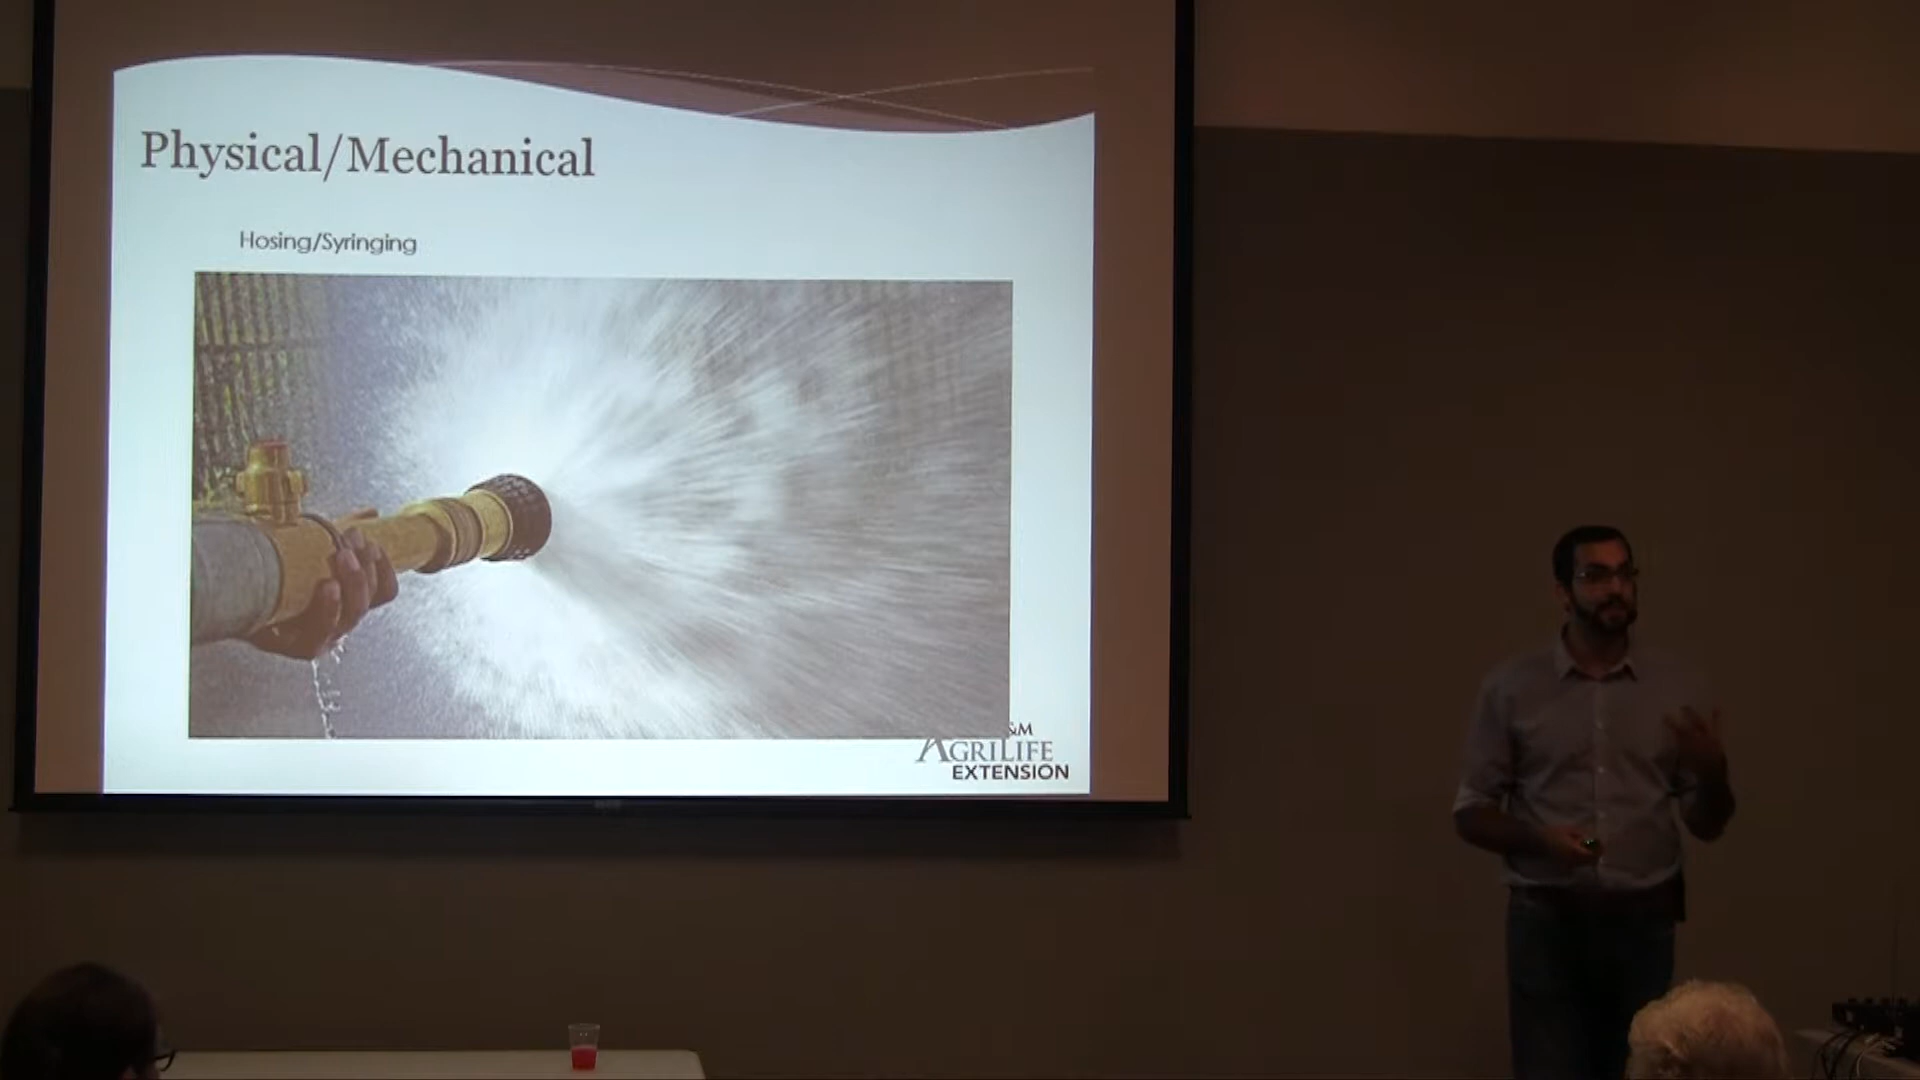 Physical/Mechanical
Hosing/Syringing
&M
AGRILIFE
EXTENSION